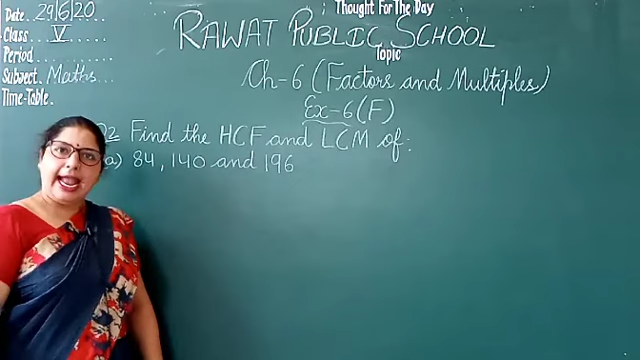 Thought For The Day
Date..29/6/20..
Class.....V.....
Period..........
Subject. Maths...
Time-Table.
RAWAT PUBLIC SCHOOL
Topic
Ch-6 (Factors and Multiples)
Ex-6(F)
Q2 Find the HCF and LCM of:
(a) 84, 140 and 196